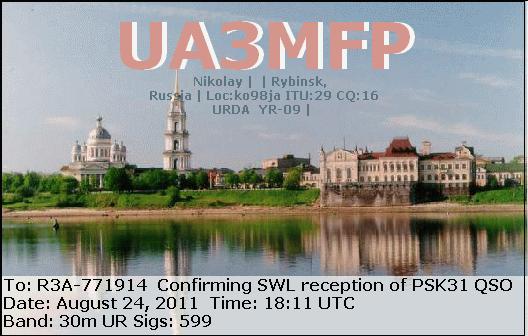 UA3MFP
Nikolay | | Rybinsk,
Russia | Loc:ko98ja ITU:29 CQ:16
URDA YR-09 |
To: R3A-771914 Confirming SWL reception of PSK31 QSO
Date: August 24, 2011 Time: 18:11 UTC
Band: 30m UR Sigs: 599